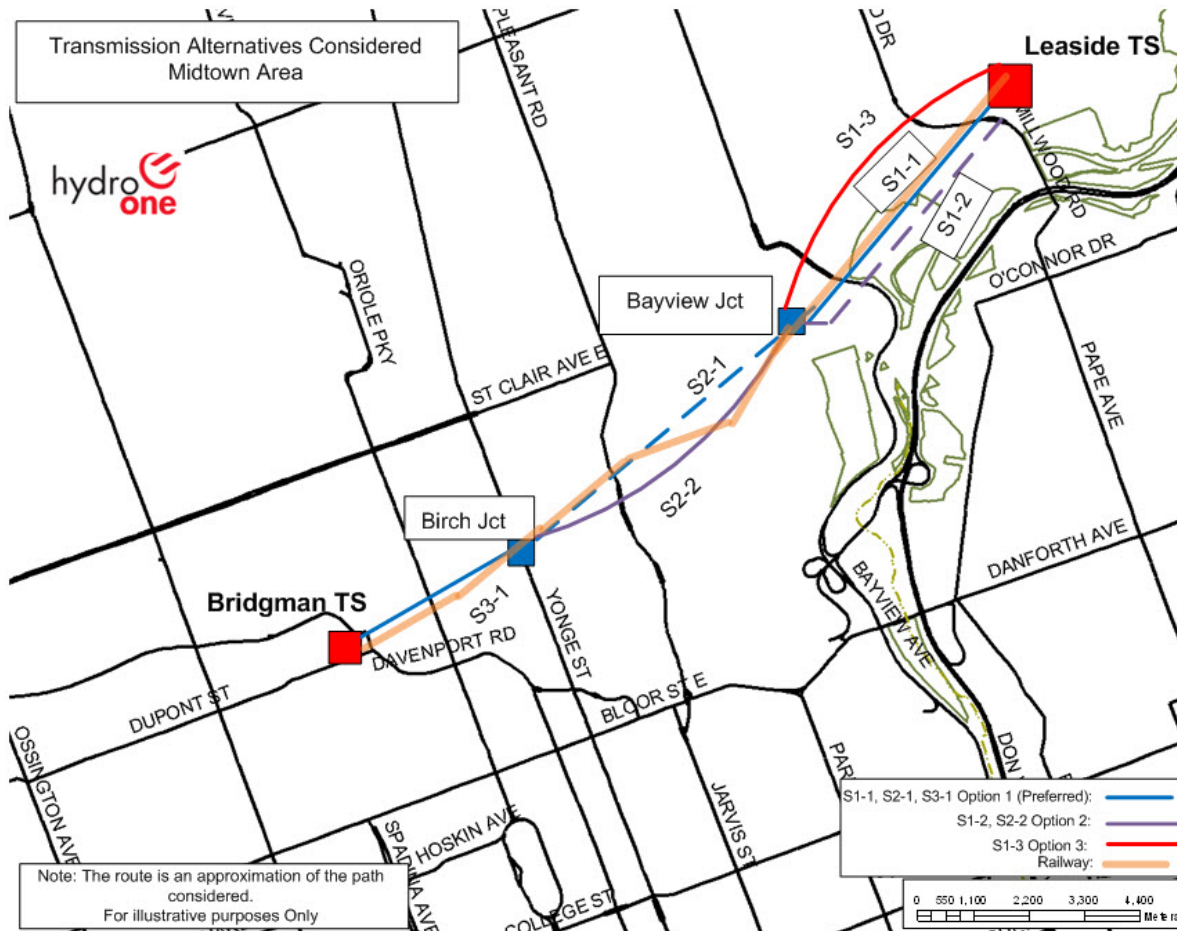 Transmission Alternatives Considered
Midtown Area
hydro
one
PLEASANT RD
O DR
Leaside TS
MILLWOOD RD
S1-3
S1-1
S1-2
O'CONNOR DR
ORIOLE PKY
Bayview Jct
PAPE AVE
ST CLAIR AVE E
S2-1
S2-2
Birch Jct
DANFORTH AVE
BAYVIEW AVE
Bridgman TS
S3-1
YONGE ST
DAVENPORT RD
DUPONT ST
BLOOR ST E
OSSINGTON AVE
SPADINA AVE
HOSKIN AVE
JARVIS ST
COLLEGE ST
PAR
DON
S1-1, S2-1, S3-1 Option 1 (Preferred):
S1-2, S2-2 Option 2:
S1-3 Option 3:
Railway:
Note: The route is an approximation of the path
considered.
For illustrative purposes Only
0 550 1,100 2,200 3,300 4,400
Meters